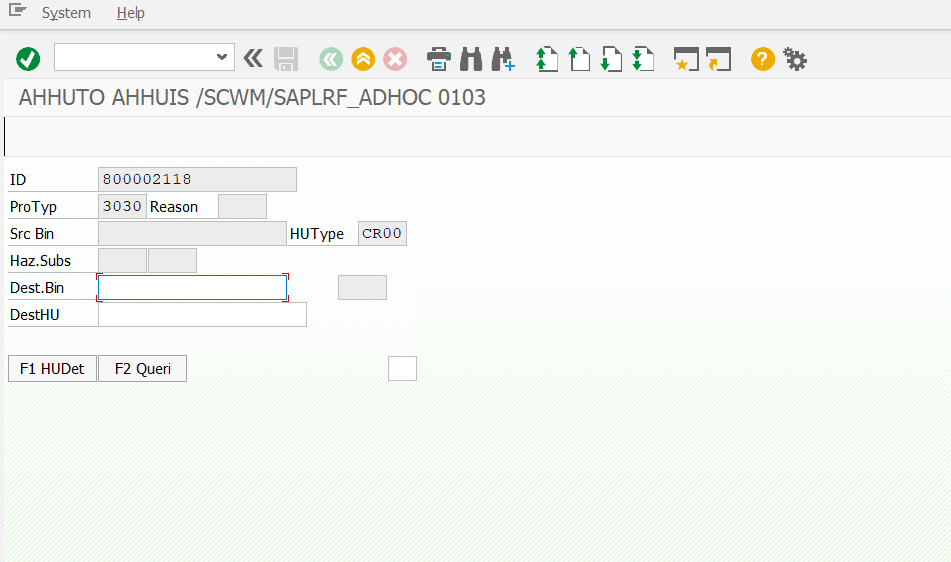 System Help
AHHUTO AHHUIS /SCWM/SAPLRF_ADHOC 0103
ID 800002118
ProTyp 3030 Reason
Src Bin HUType CR00
Haz.Subs
Dest.Bin
DestHU
F1 HUDet F2 Queri